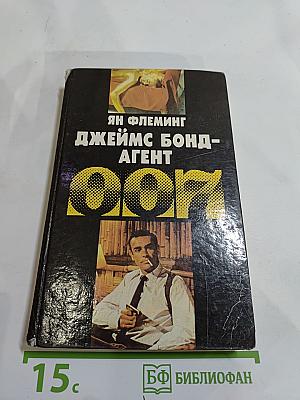 ЯН ФЛЕМИНГ
ДЖЕЙМС БОНД-
АГЕНТ
007
15с
БФ БИБЛИОФАН